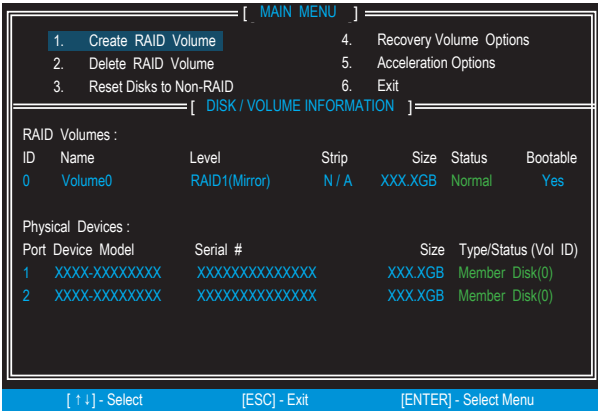 [ MAIN MENU ]
1. Create RAID Volume 4. Recovery Volume Options
2. Delete RAID Volume 5. Acceleration Options
3. Reset Disks to Non-RAID 6. Exit
[ DISK / VOLUME INFORMATION ]
RAID Volumes :
ID Name Level Strip Size Status Bootable
0 Volume0 RAID1(Mirror) N / A XXX.XGB Normal Yes
Physical Devices :
Port Device Model Serial # Size Type/Status (Vol ID)
1 XXXX-XXXXXXXX XXXXXXXXXXXXXX XXX.XGB Member Disk(0)
2 XXXX-XXXXXXXX XXXXXXXXXXXXXX XXX.XGB Member Disk(0)
[ ↑↓] - Select [ESC] - Exit [ENTER] - Select Menu